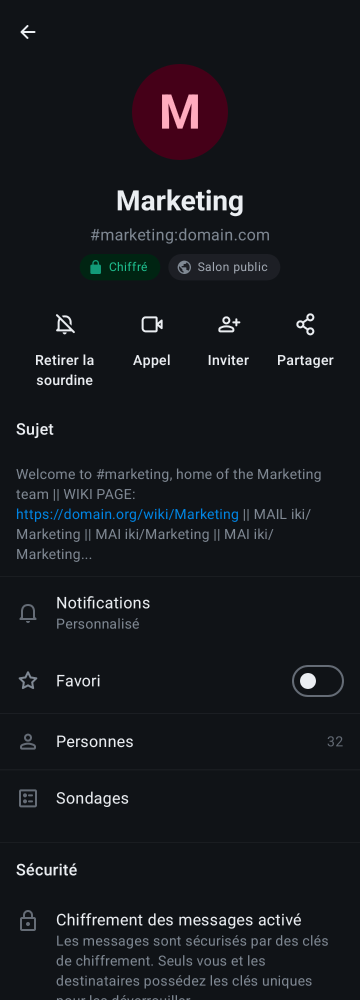 M
Marketing
#marketing:domain.com
Chiffré
Salon public
Retirer la
sourdine
Appel
Inviter
Partager
Sujet
Welcome to #marketing, home of the Marketing
team || WIKI PAGE:
https://domain.org/wiki/Marketing || MAIL iki/
Marketing || MAI iki/Marketing || MAI iki/
Marketing...
Notifications
Personnalisé
Favori
Personnes 32
Sondages
Sécurité
Chiffrement des messages activé
Les messages sont sécurisés par des clés
de chiffrement. Seuls vous et les
destinataires possédez les clés uniques
pour les déverrouiller